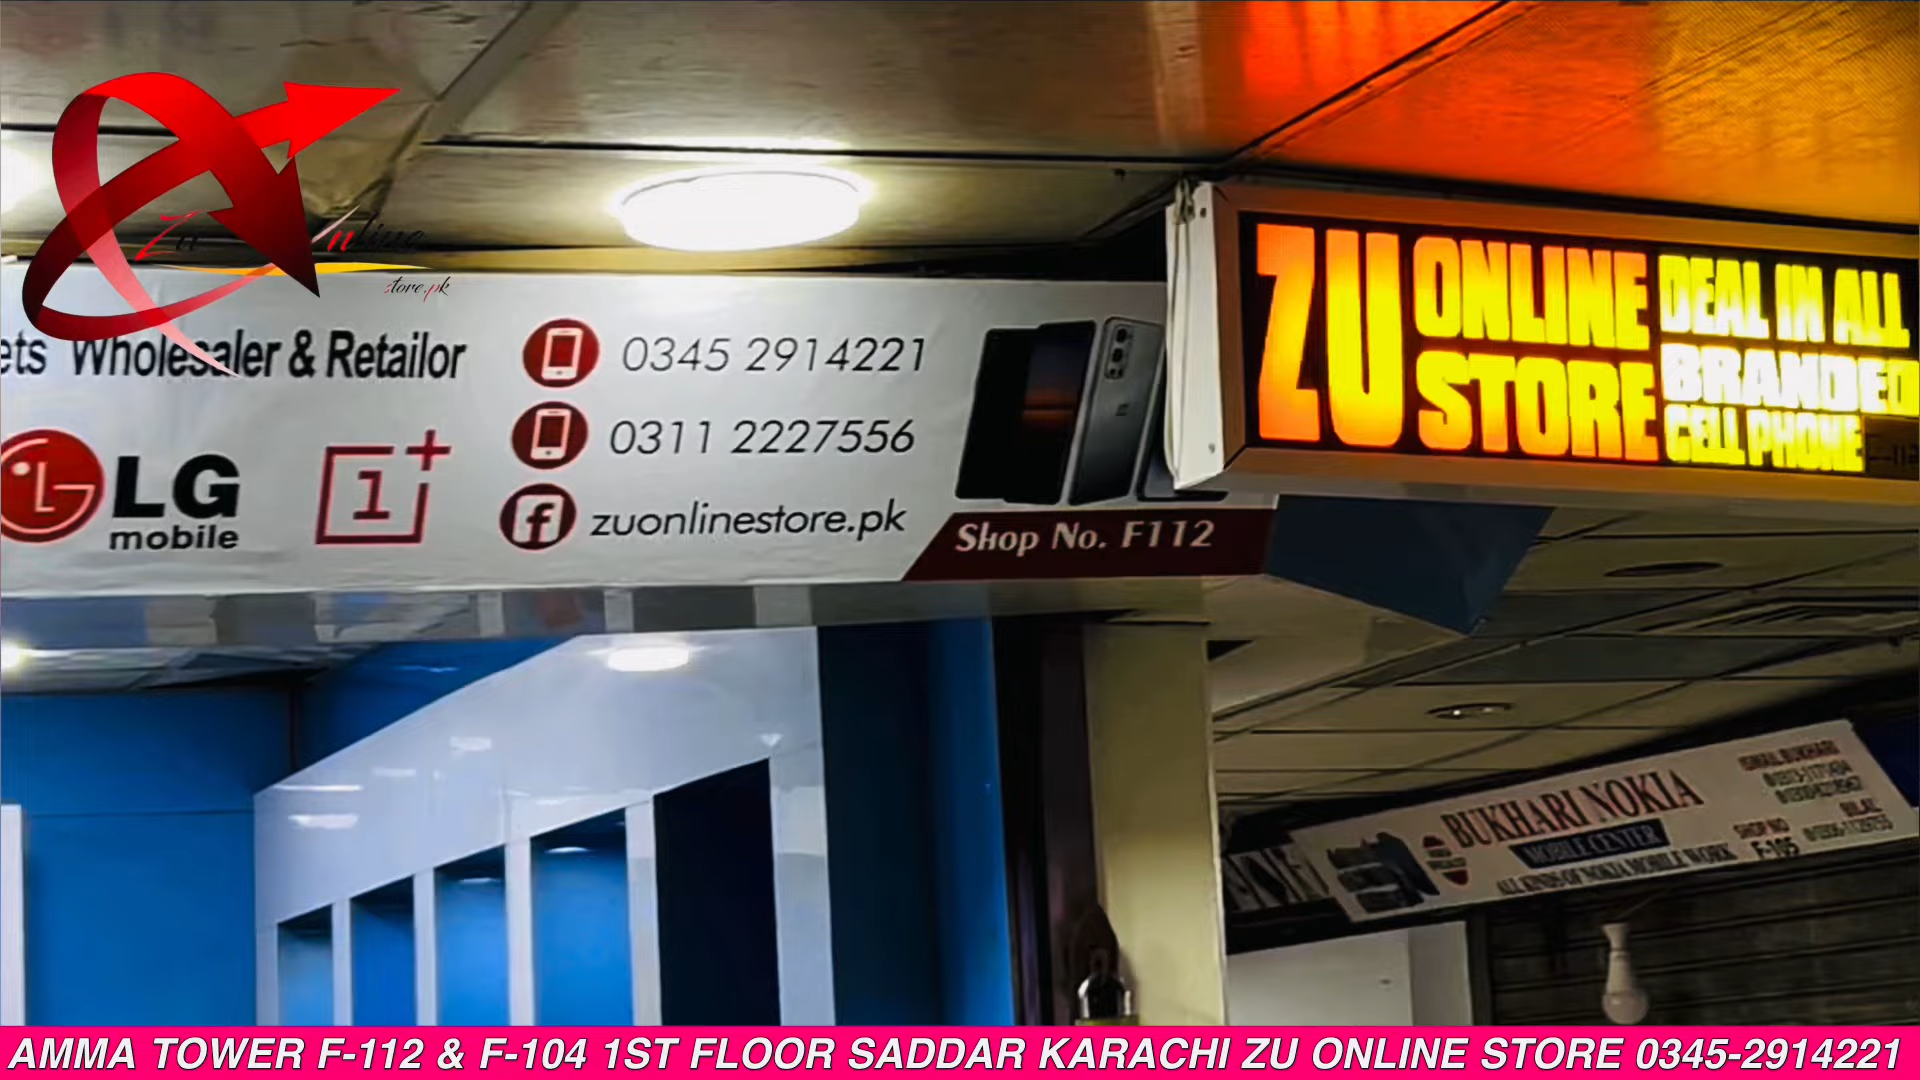 Zu Online
store.pk
ets Wholesaler & Retailor
LG
mobile
1+
0345 2914221
0311 2227556
f zuonlinestore.pk
Shop No. F112
ZU ONLINE STORE
DEAL IN ALL
BRANDED
CELL PHONE
BUKHARI NOKIA
MOBILE CENTER
ALL KINDS OF NOKIA MOBILE WORK
SHOP NO
F-105
BILAL
AMMA TOWER F-112 & F-104 1ST FLOOR SADDAR KARACHI ZU ONLINE STORE 0345-2914221